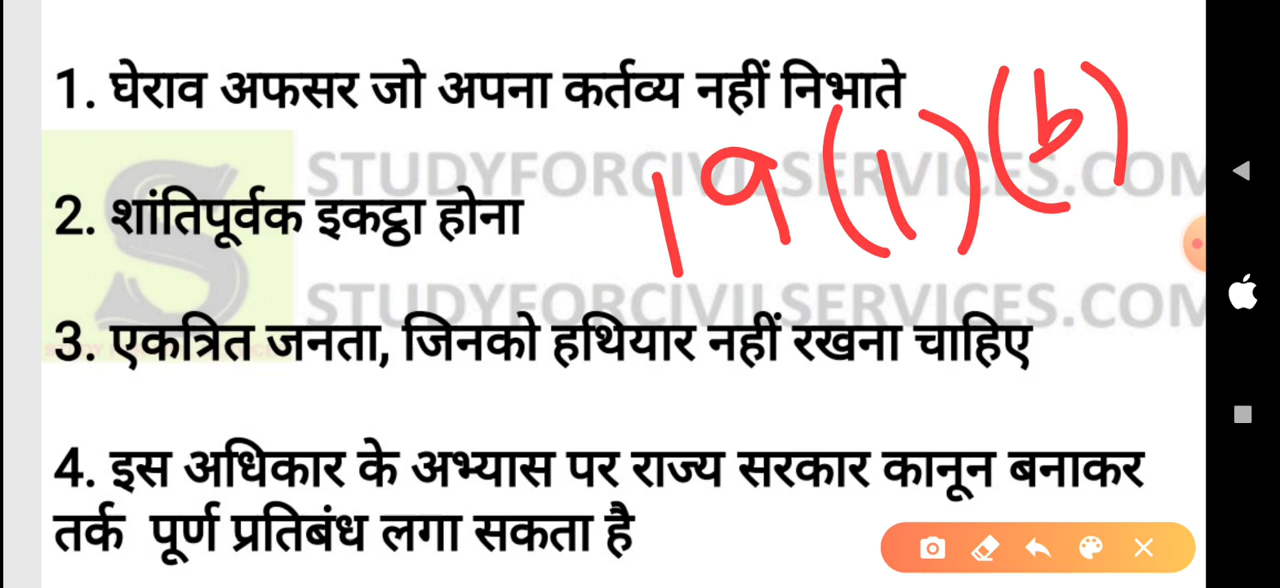 1. घेराव अफसर जो अपना कर्तव्य नहीं निभाते
19(1)(b)
STUDYFORCIVILSERVICES.COM
2. शांतिपूर्वक इकट्ठा होना
STUDYFORCIVILSERVICES.COM
3. एकत्रित जनता, जिनको हथियार नहीं रखना चाहिए
4. इस अधिकार के अभ्यास पर राज्य सरकार कानून बनाकर
तर्क पूर्ण प्रतिबंध लगा सकता है